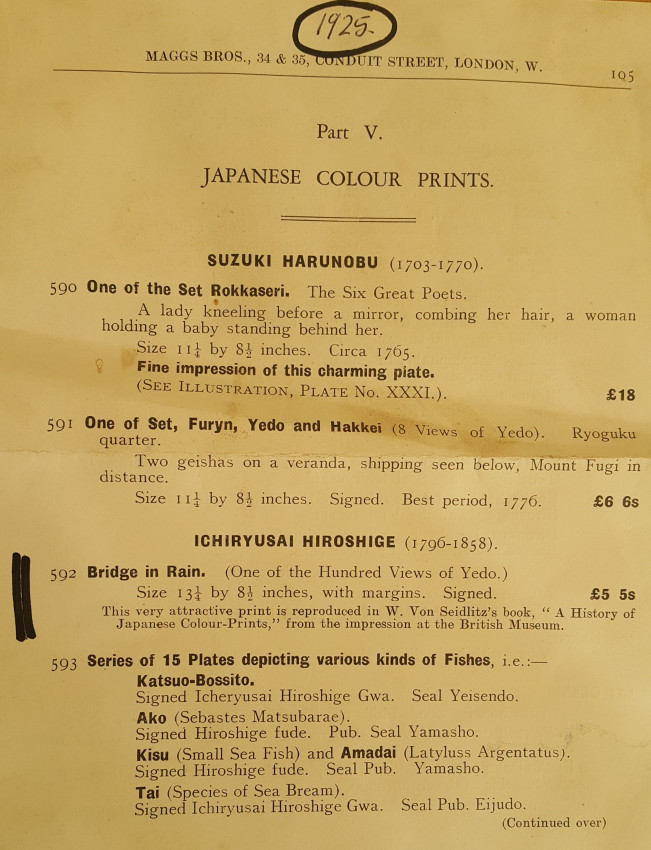 1925.
MAGGS BROS., 34 & 35, CONDUIT STREET, LONDON, W.
105
Part V.
JAPANESE COLOUR PRINTS.
SUZUKI HARUNOBU (1703-1770).
590 One of the Set Rokkaseri. The Six Great Poets.
A lady kneeling before a mirror, combing her hair, a woman
holding a baby standing behind her.
Size 11¼ by 8½ inches. Circa 1765.
Fine impression of this charming plate.
(SEE ILLUSTRATION, PLATE No. XXXI.). £18
591 One of Set, Furyn, Yedo and Hakkei (8 Views of Yedo). Ryoguku
quarter.
Two geishas on a veranda, shipping seen below, Mount Fugi in
distance.
Size 11¼ by 8½ inches. Signed. Best period, 1776. £6 6s
ICHIRYUSAI HIROSHIGE (1796-1858).
592 Bridge in Rain. (One of the Hundred Views of Yedo.)
Size 13¼ by 8½ inches, with margins. Signed. £5 5s
This very attractive print is reproduced in W. Von Seidlitz's book, "A History of
Japanese Colour-Prints," from the impression at the British Museum.
593 Series of 15 Plates depicting various kinds of Fishes, i.e.:—
Katsuo-Bossito.
Signed Icheryusai Hiroshige Gwa. Seal Yeisendo.
Ako (Sebastes Matsubarae).
Signed Hiroshige fude. Pub. Seal Yamasho.
Kisu (Small Sea Fish) and Amadai (Latyluss Argentatus).
Signed Hiroshige fude. Seal Pub. Yamasho.
Tai (Species of Sea Bream).
Signed Ichiryusai Hiroshige Gwa. Seal Pub. Eijudo.
(Continued over)